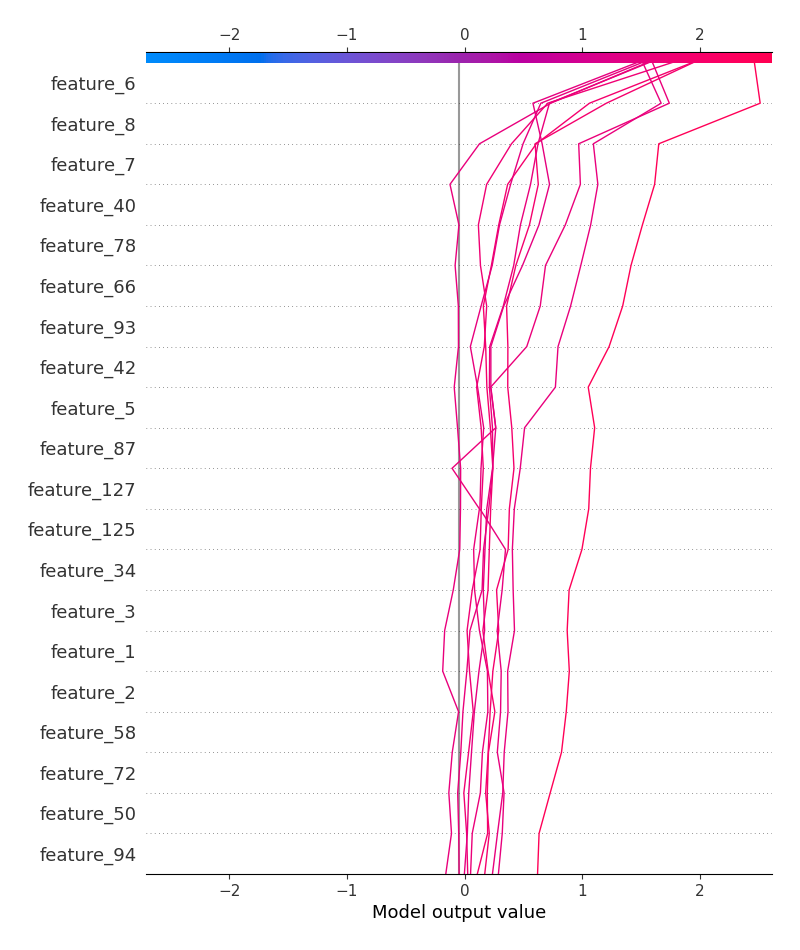 −2 −1 0 1 2
feature_6
feature_8
feature_7
feature_40
feature_78
feature_66
feature_93
feature_42
feature_5
feature_87
feature_127
feature_125
feature_34
feature_3
feature_1
feature_2
feature_58
feature_72
feature_50
feature_94
−2 −1 0 1 2
Model output value